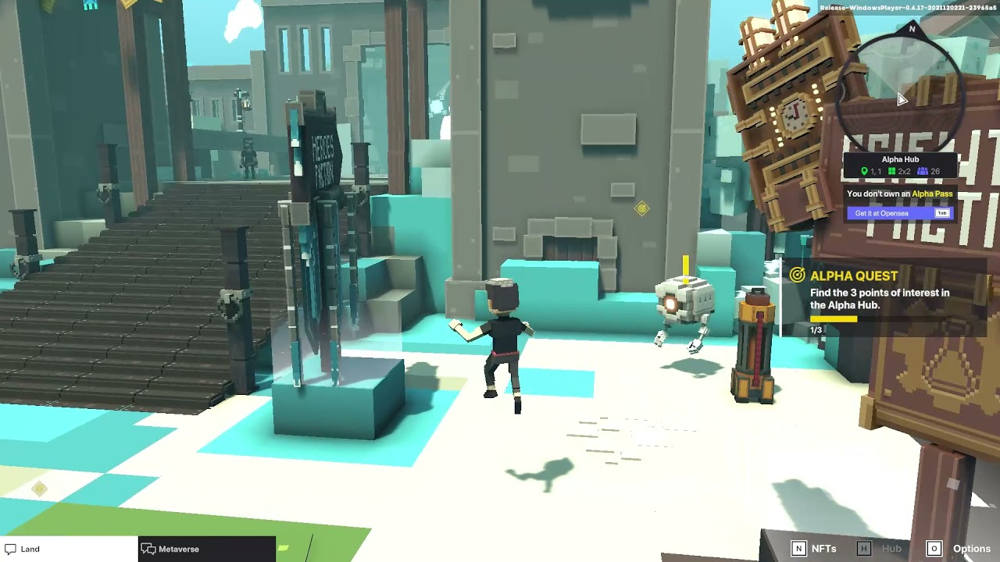 Release-WindowsPlayer-0.6.17-2021120221-23965a5
N
HEROES
FACTION
Alpha Hub
1, 1 2x2 26
You don't own an Alpha Pass
Get it at Opensea Tab
ALPHA QUEST
Find the 3 points of interest in
the Alpha Hub.
1/3
Land
Metaverse
N NFTs
H Hub
O Options